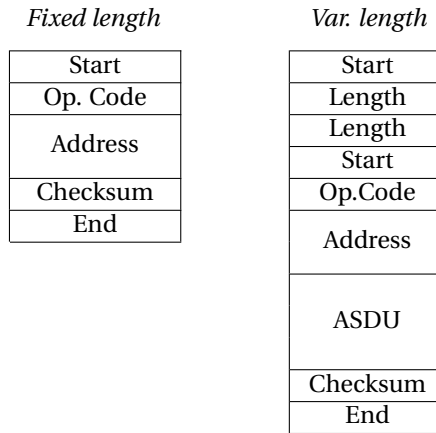 Fixed length
Start
Op. Code
Address
Checksum
End
Var. length
Start
Length
Length
Start
Op.Code
Address
ASDU
Checksum
End